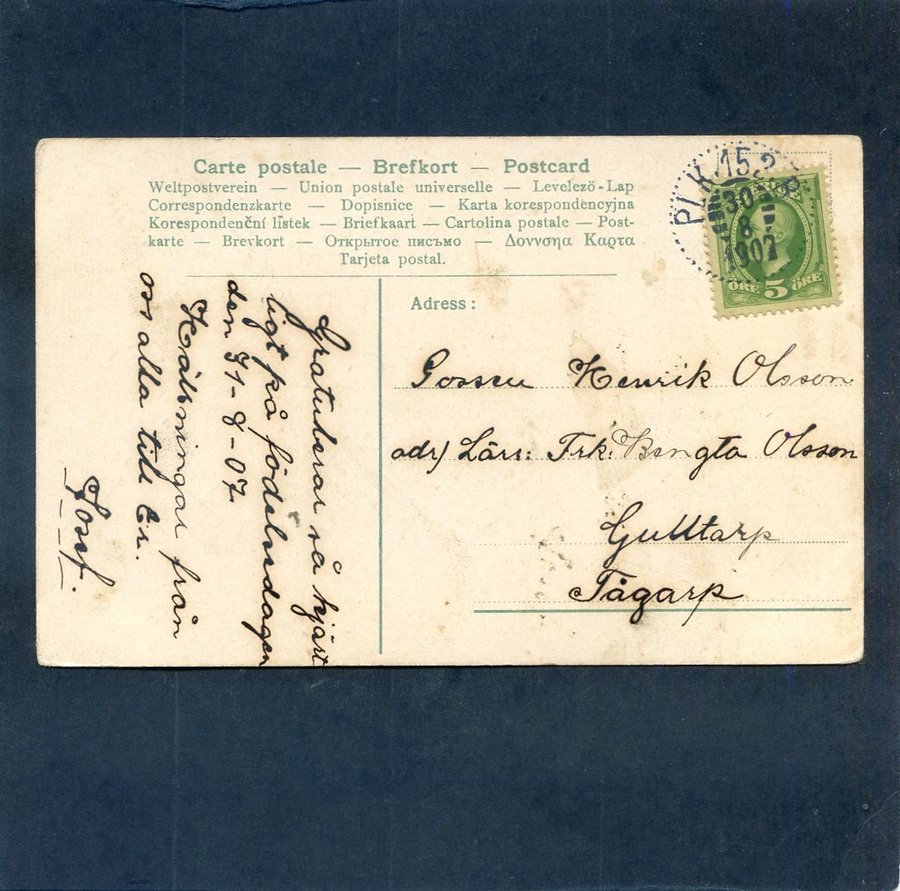 Carte postale — Brefkort — Postcard
Weltpostverein — Union postale universelle — Levelező-Lap
Correspondenzkarte — Dopisnice — Karta korespondencyjna
Korespondenční lístek — Briefkaart — Cartolina postale — Post-
karte — Brevkort — Открытое письмо — Δοννσηα Καρτα
Tarjeta postal.
PLK 152 B
30
8
1907
ÖRE 5 ÖRE
Adress:
Gossen Henrik Olsson
adr/ Lärs: Frk: Bengta Olsson
Gulltarp
Tågarp
Gratulerar så hjärt
ligt på födelsedagen
den 31-8-07.
Hälsningar från
oss alla till Er.
Josef.